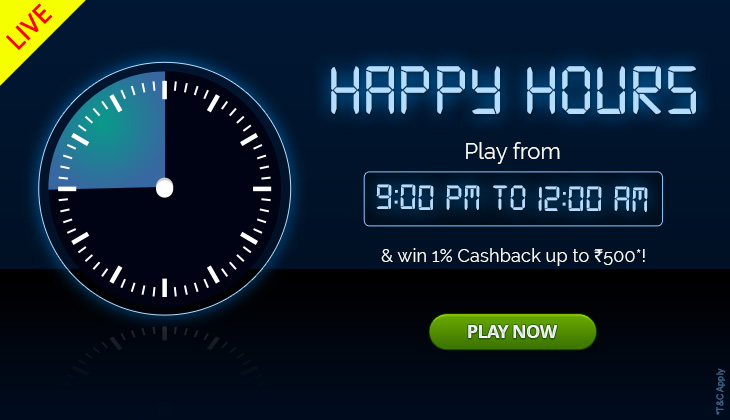 LIVE
HAPPY HOURS
Play from
9:00 PM TO 12:00 AM
& win 1% Cashback up to ₹500*!
PLAY NOW
*T&C Apply